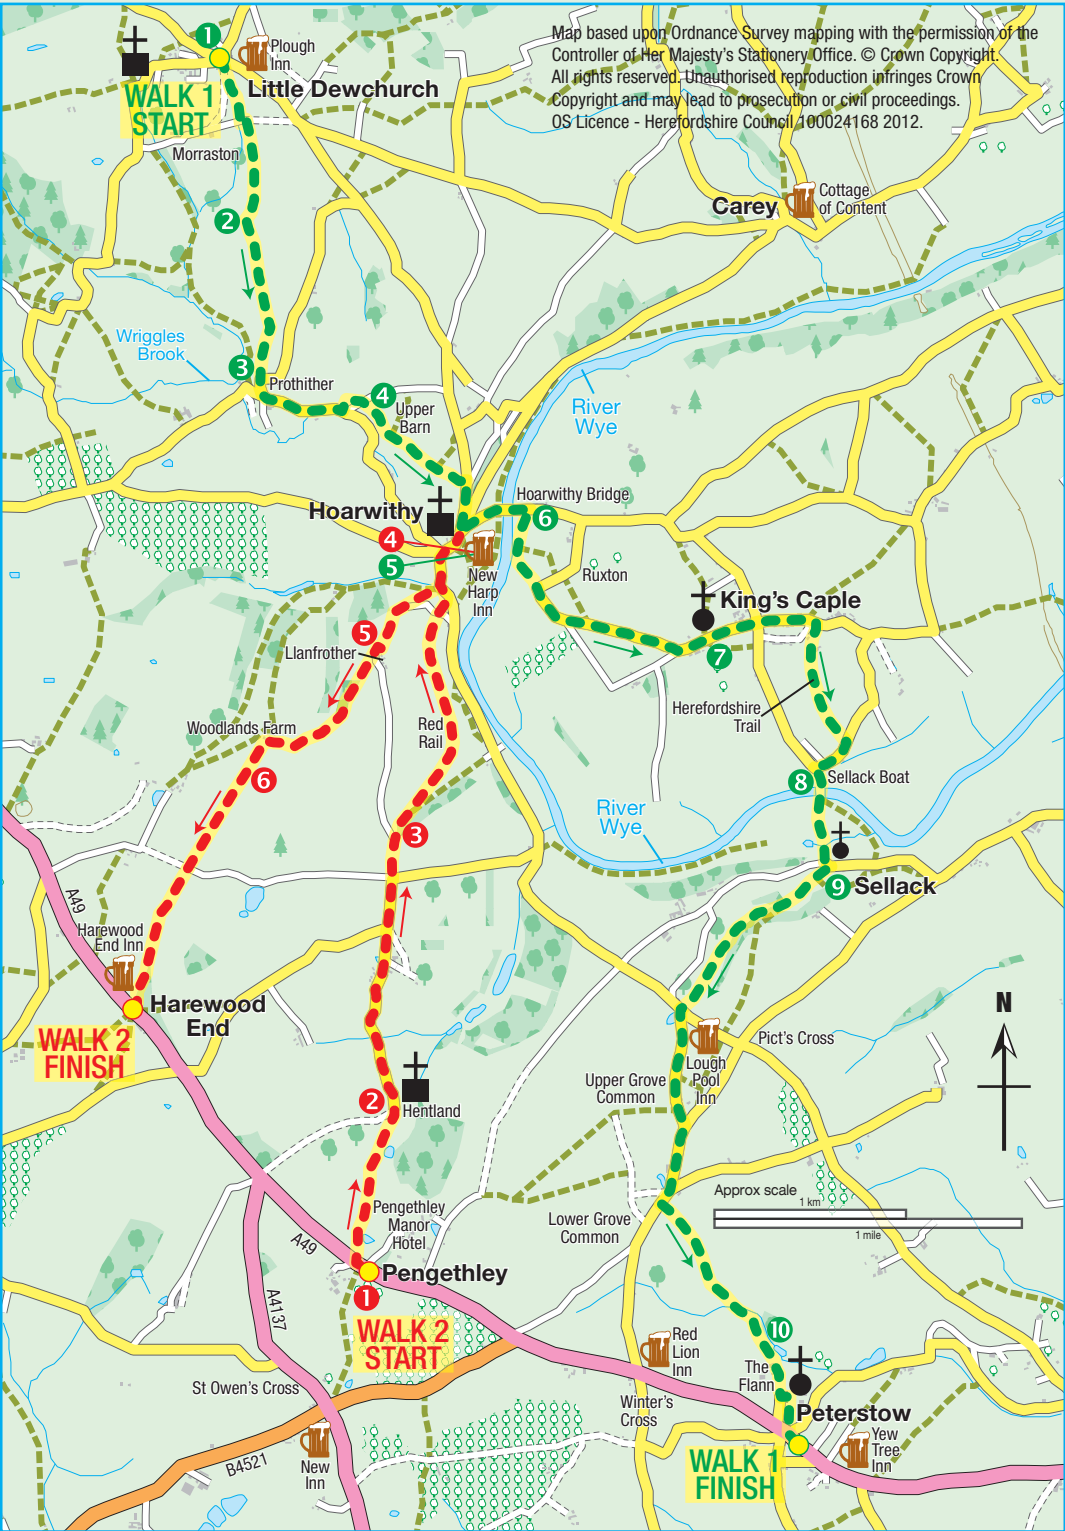 Map based upon Ordnance Survey mapping with the permission of the
Controller of Her Majesty's Stationery Office. © Crown Copyright.
All rights reserved. Unauthorised reproduction infringes Crown
Copyright and may lead to prosecution or civil proceedings.
OS Licence - Herefordshire Council 100024168 2012.
1
Plough
Inn
Little Dewchurch
WALK 1
START
Morraston
2
Carey
Cottage
of Content
Wriggles
Brook
3
Prothither
4
Upper
Barn
River
Wye
Hoarwithy
Hoarwithy Bridge
6
4
5
New
Harp
Inn
Ruxton
King's Caple
7
5
Llanfrother
Herefordshire
Trail
Woodlands Farm
Red
Rail
6
8
Sellack Boat
River
Wye
3
9
Sellack
A49
Harewood
End Inn
Harewood
End
WALK 2
FINISH
N
Pict's Cross
Lough
Pool
Inn
Upper Grove
Common
2
Hentland
Approx scale
1 km
1 mile
Pengethley
Manor
Hotel
Lower Grove
Common
A49
Pengethley
1
WALK 2
START
A4137
10
Red
Lion
Inn
The
Flann
St Owen's Cross
Winter's
Cross
Peterstow
Yew
Tree
Inn
B4521
New
Inn
WALK 1
FINISH